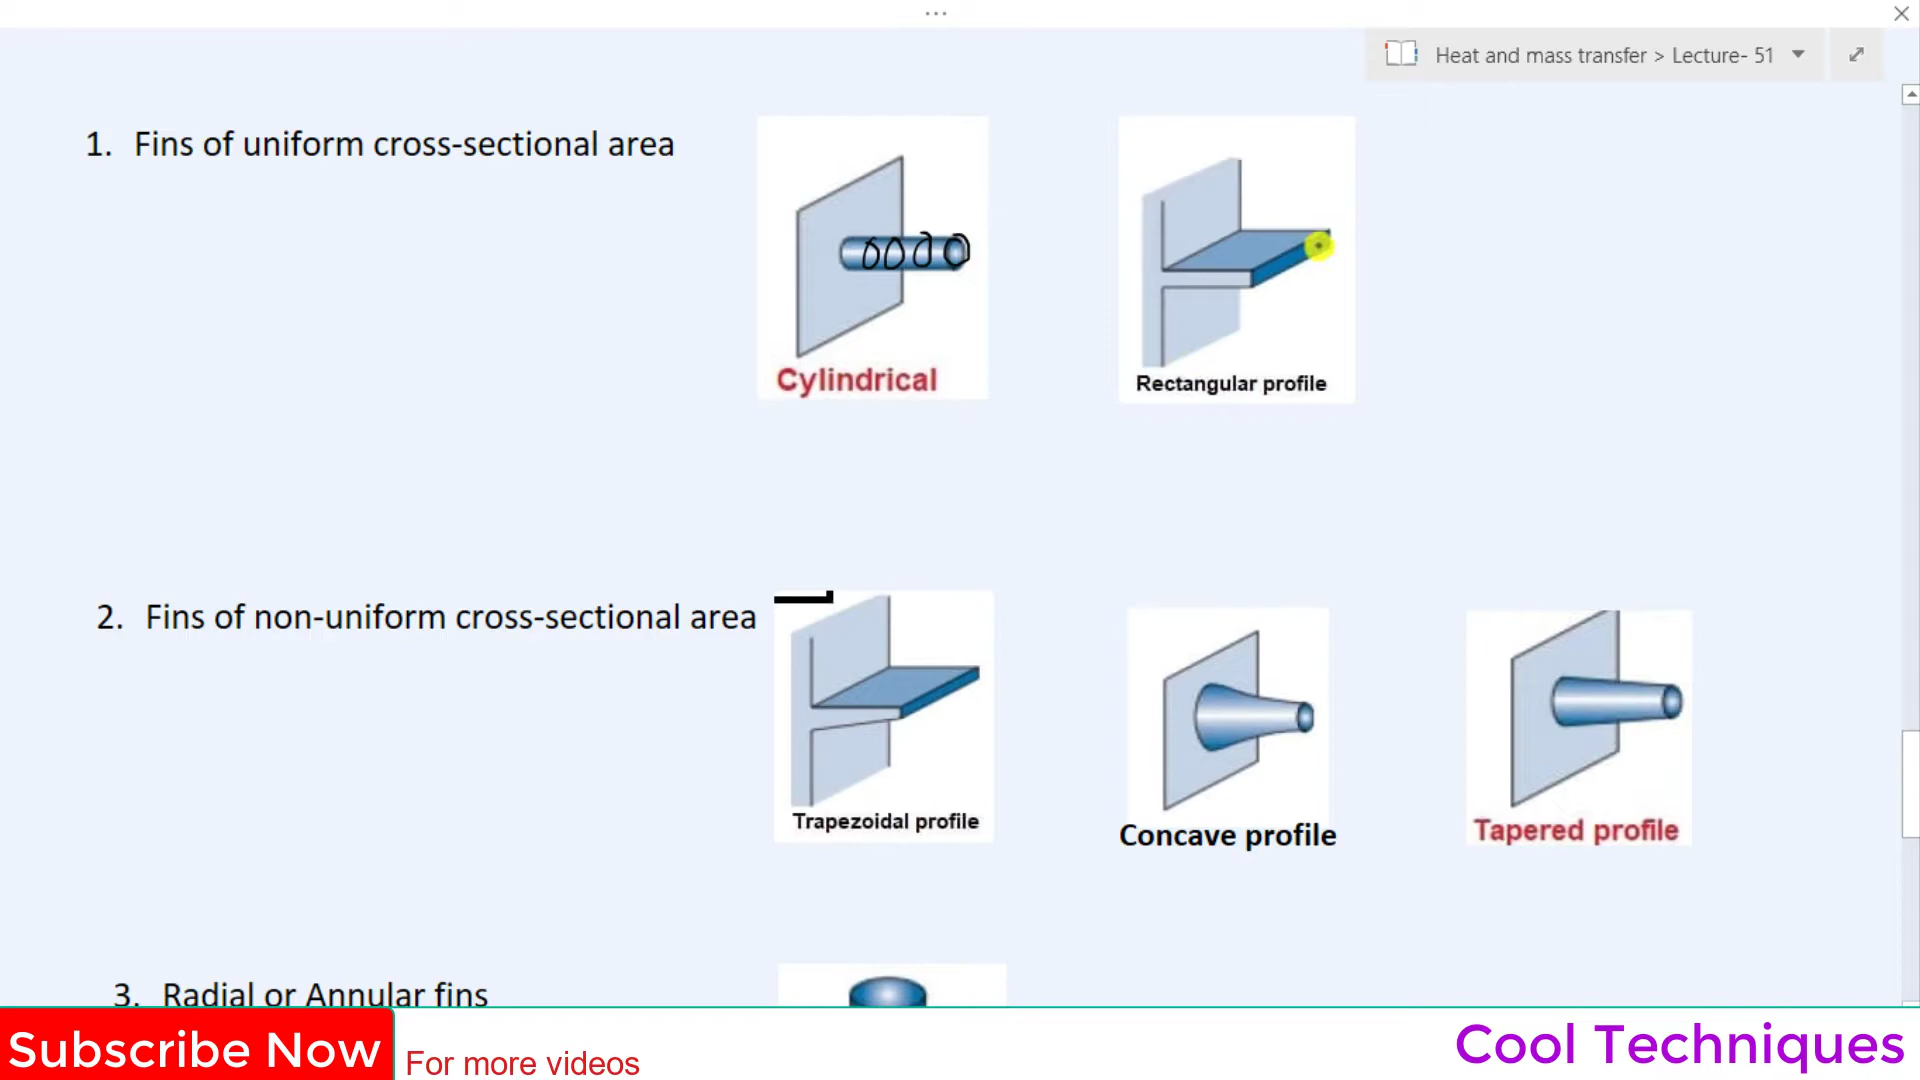 ...
Heat and mass transfer > Lecture- 51
1. Fins of uniform cross-sectional area
Cylindrical
Rectangular profile
2. Fins of non-uniform cross-sectional area
Trapezoidal profile
Concave profile
Tapered profile
3. Radial or Annular fins
Subscribe Now
For more videos
Cool Techniques